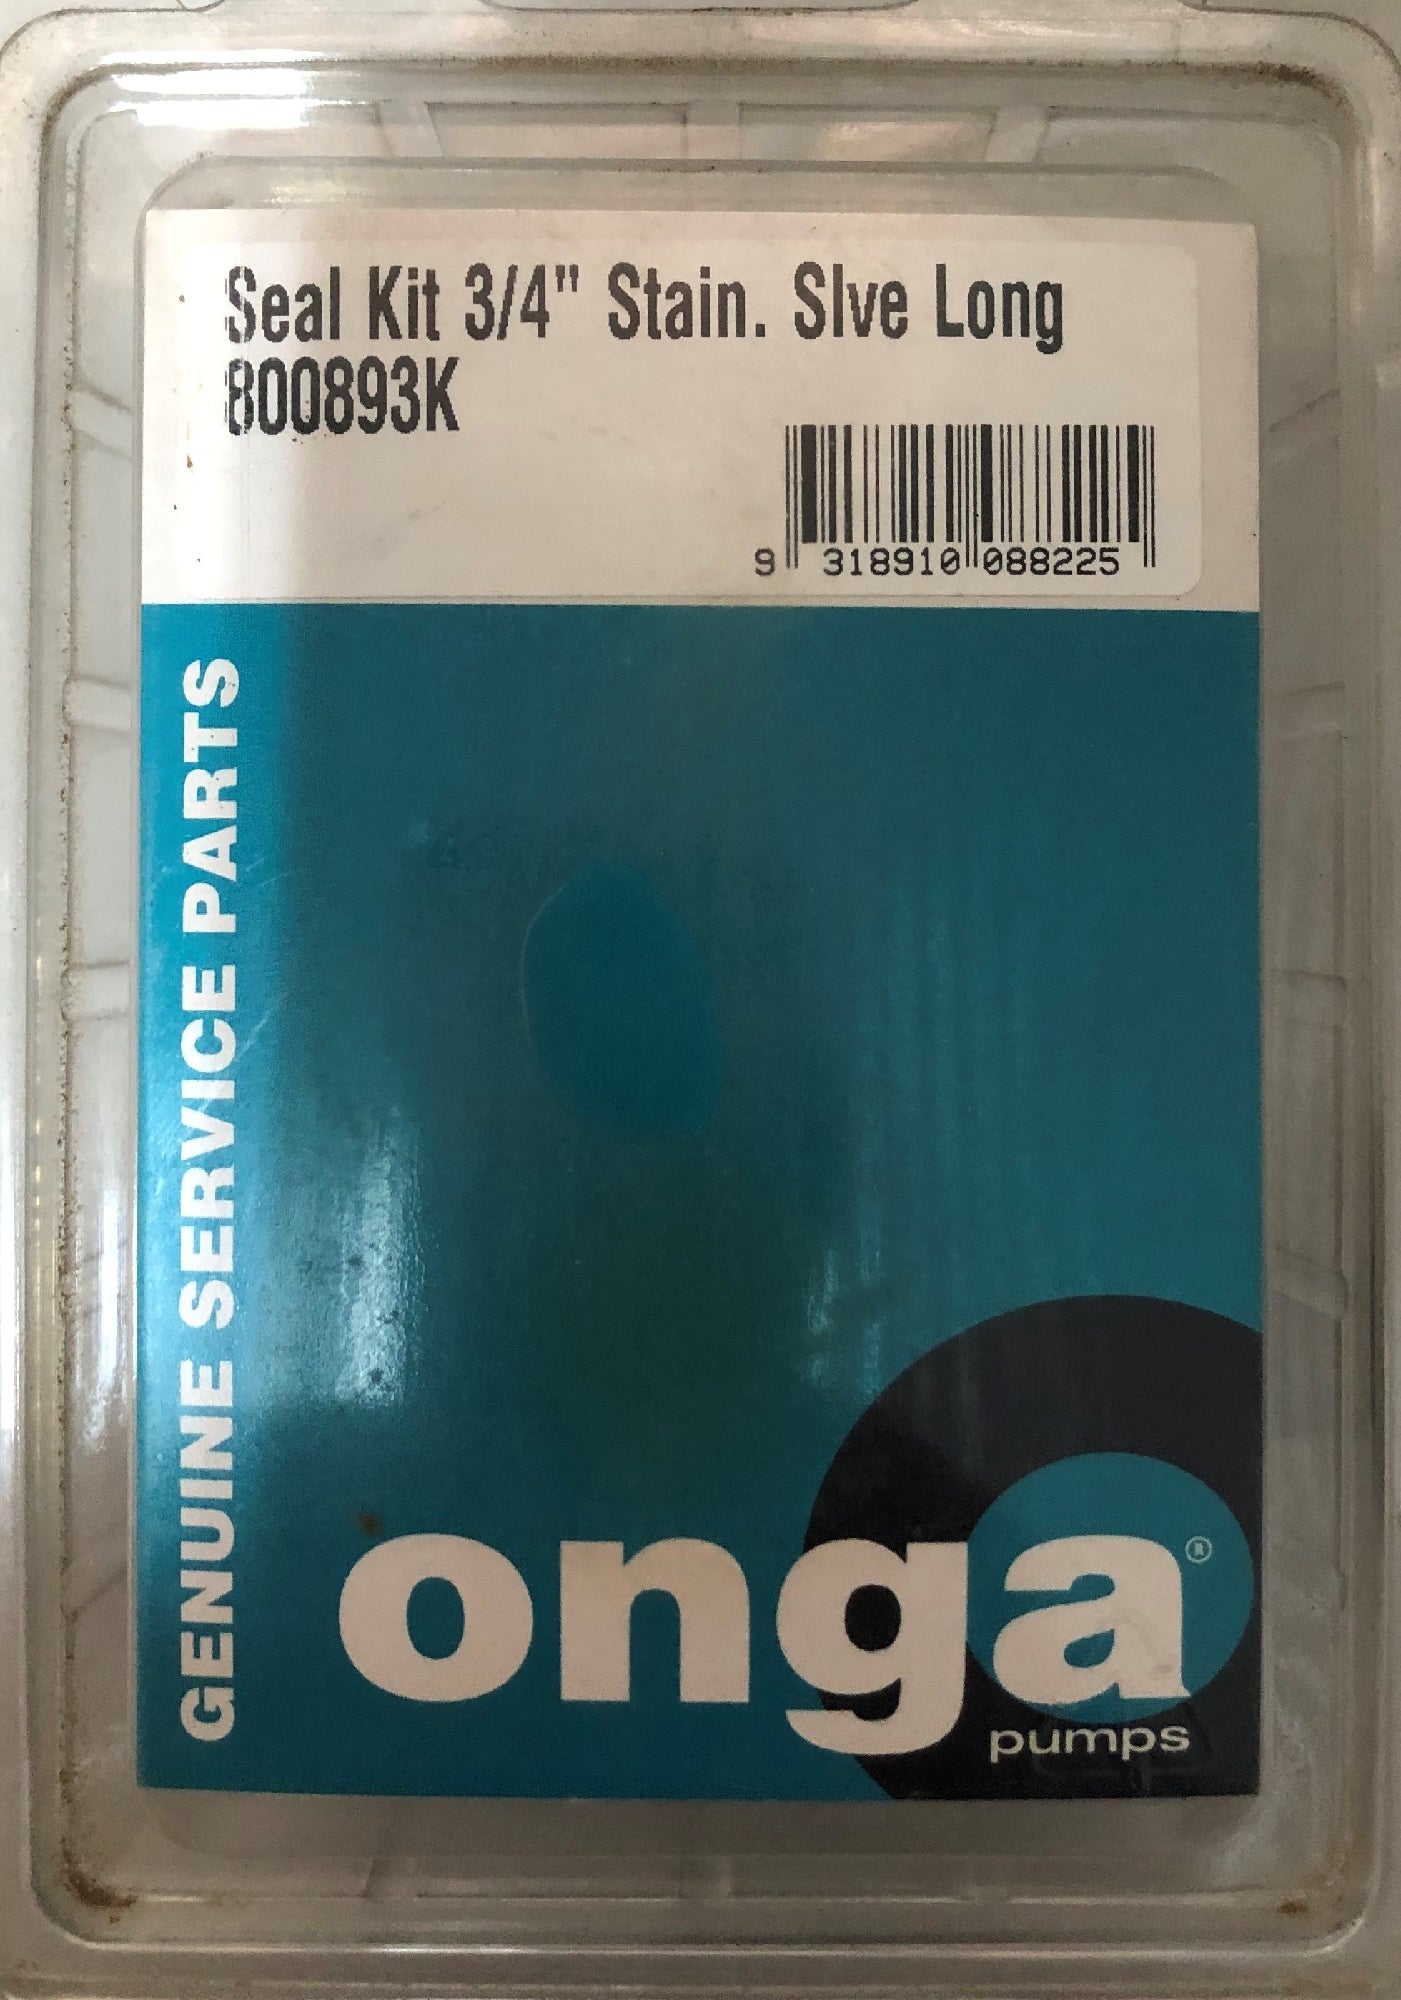 Seal Kit 3/4" Stain. Slve Long
800893K
9 318910 088225
GENUINE SERVICE PARTS
onga®
pumps